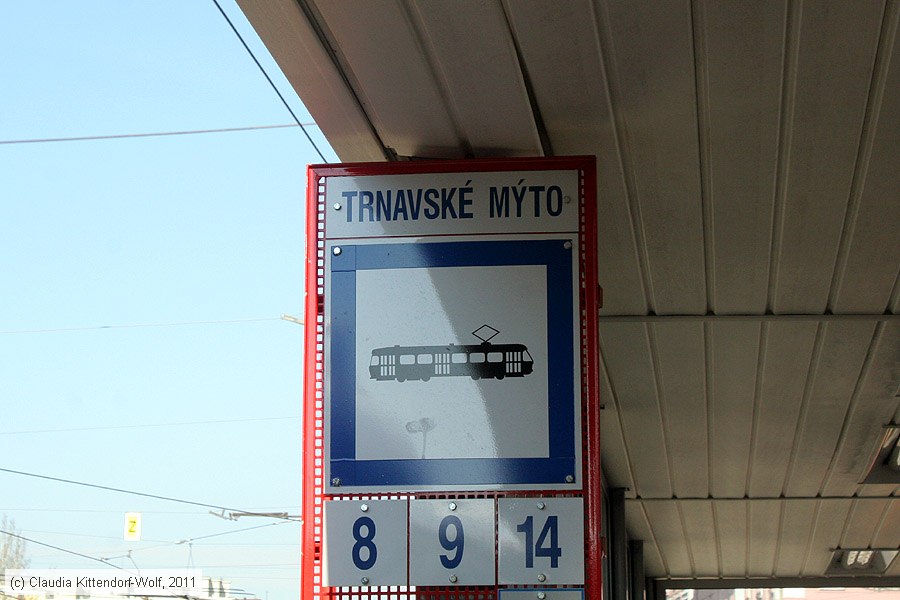 TRNAVSKÉ MÝTO
8 9 14
Z
(c) Claudia Kittendorf-Wolf, 2011